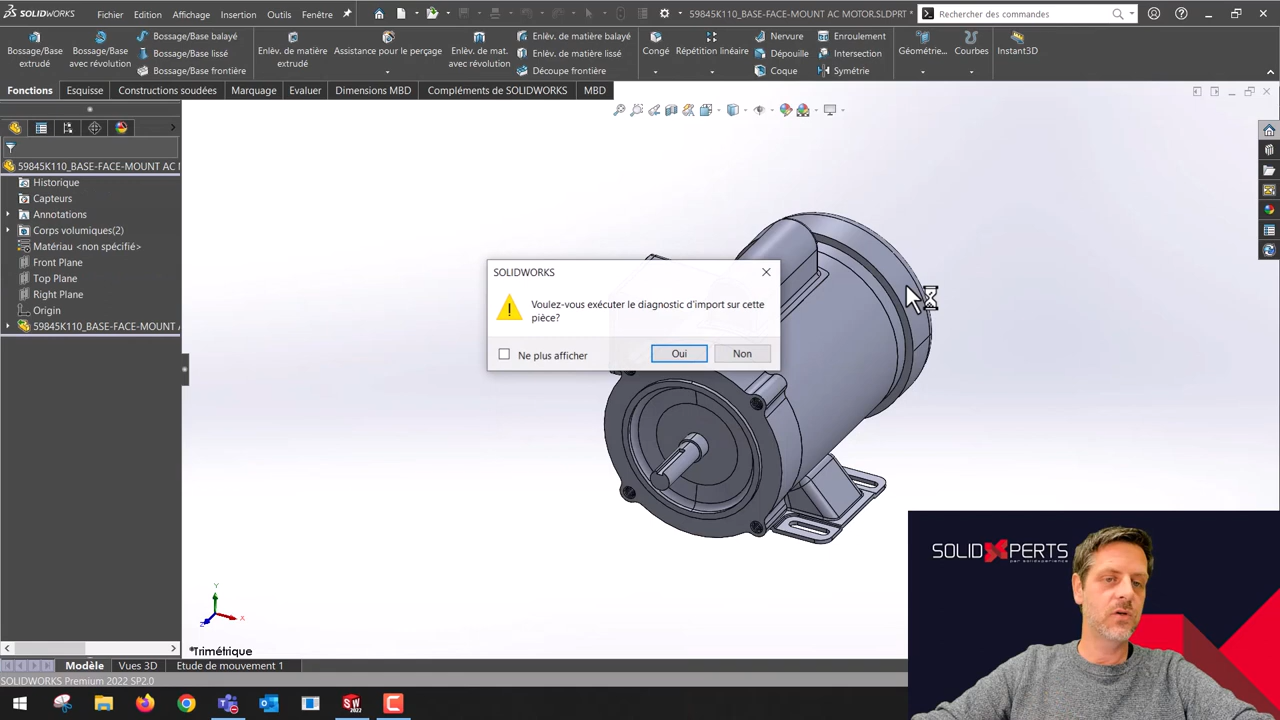 SOLIDWORKS
Fichier Edition Affichage Insertion Outils Fenêtre
59845K110_BASE-FACE-MOUNT AC MOTOR.SLDPRT *
Rechercher des commandes
Bossage/Base extrudé
Bossage/Base avec révolution
Bossage/Base balayé
Bossage/Base lissé
Bossage/Base frontière
Enlèv. de matière extrudé
Assistance pour le perçage
Enlèv. de mat. avec révolution
Enlèv. de matière balayé
Enlèv. de matière lissé
Découpe frontière
Congé
Répétition linéaire
Nervure
Dépouille
Coque
Enroulement
Intersection
Symétrie
Géométrie...
Courbes
Instant3D
Fonctions Esquisse Constructions soudées Marquage Evaluer Dimensions MBD Compléments de SOLIDWORKS MBD
59845K110_BASE-FACE-MOUNT AC M
Historique
Capteurs
Annotations
Corps volumiques(2)
Matériau <non spécifié>
Front Plane
Top Plane
Right Plane
Origin
59845K110_BASE-FACE-MOUNT A
SOLIDWORKS
Voulez-vous exécuter le diagnostic d'import sur cette
pièce?
Ne plus afficher
Oui
Non
SOLIDXPERTS
par solidxperience
Y
X
Z
*Trimétrique
Modèle Vues 3D Etude de mouvement 1
SOLIDWORKS Premium 2022 SP2.0
SW
2022